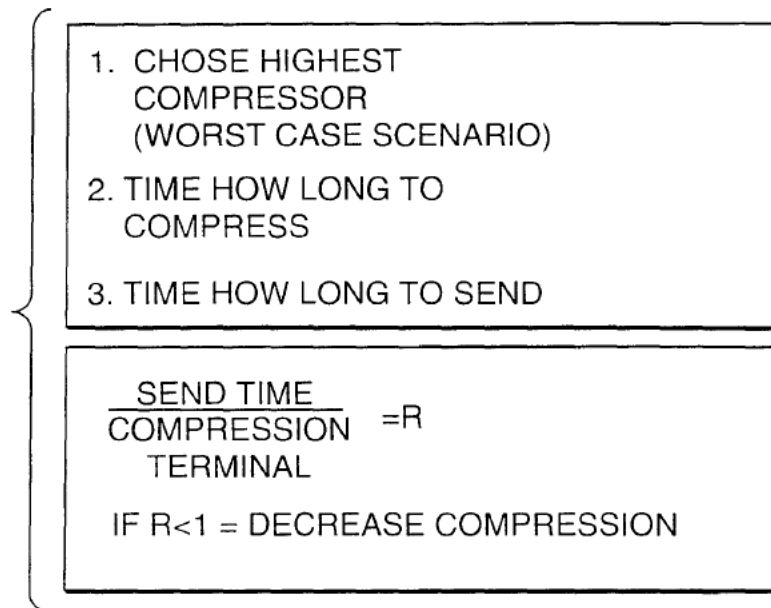 1. CHOSE HIGHEST
COMPRESSOR
(WORST CASE SCENARIO)
2. TIME HOW LONG TO
COMPRESS
3. TIME HOW LONG TO SEND
SEND TIME
COMPRESSION =R
TERMINAL
IF R<1 = DECREASE COMPRESSION